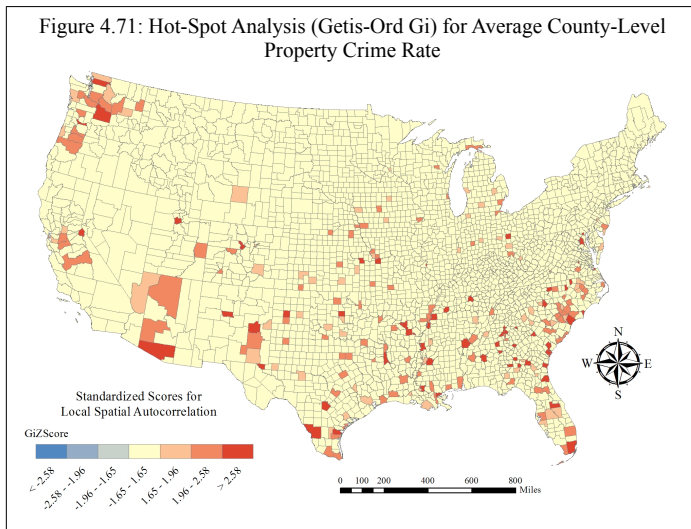 Figure 4.71: Hot-Spot Analysis (Getis-Ord Gi) for Average County-Level
Property Crime Rate
N
W E
S
Standardized Scores for
Local Spatial Autocorrelation
GiZScore
< -2.58
-2.58 - -1.96
-1.96 - -1.65
-1.65 - 1.65
1.65 - 1.96
1.96 - 2.58
> 2.58
0 100 200 400 600 800
Miles